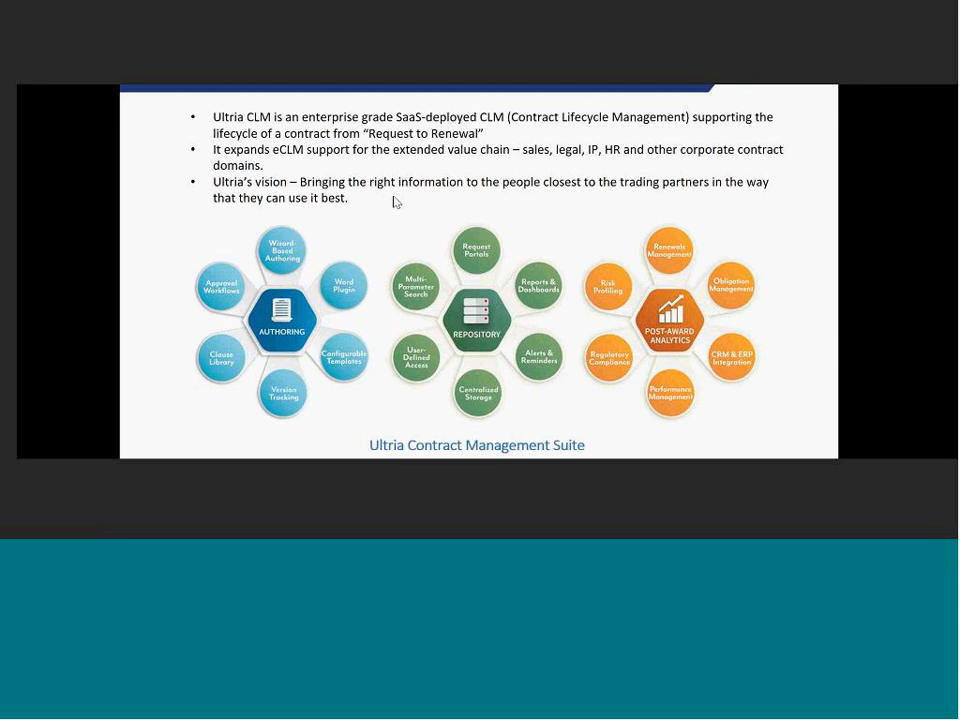 • Ultria CLM is an enterprise grade SaaS-deployed CLM (Contract Lifecycle Management) supporting the
lifecycle of a contract from “Request to Renewal”
• It expands eCLM support for the extended value chain – sales, legal, IP, HR and other corporate contract
domains.
• Ultria’s vision – Bringing the right information to the people closest to the trading partners in the way
that they can use it best.
Wizard-
Based
Authoring
Approval
Workflows
Word
Plugin
AUTHORING
Clause
Library
Configurable
Templates
Version
Tracking
Request
Portals
Multi-
Parameter
Search
Reports &
Dashboards
REPOSITORY
User-
Defined
Access
Alerts &
Reminders
Centralized
Storage
Renewals
Management
Risk
Profiling
Obligation
Management
POST-AWARD
ANALYTICS
Regulatory
Compliance
CRM & ERP
Integration
Performance
Management
Ultria Contract Management Suite